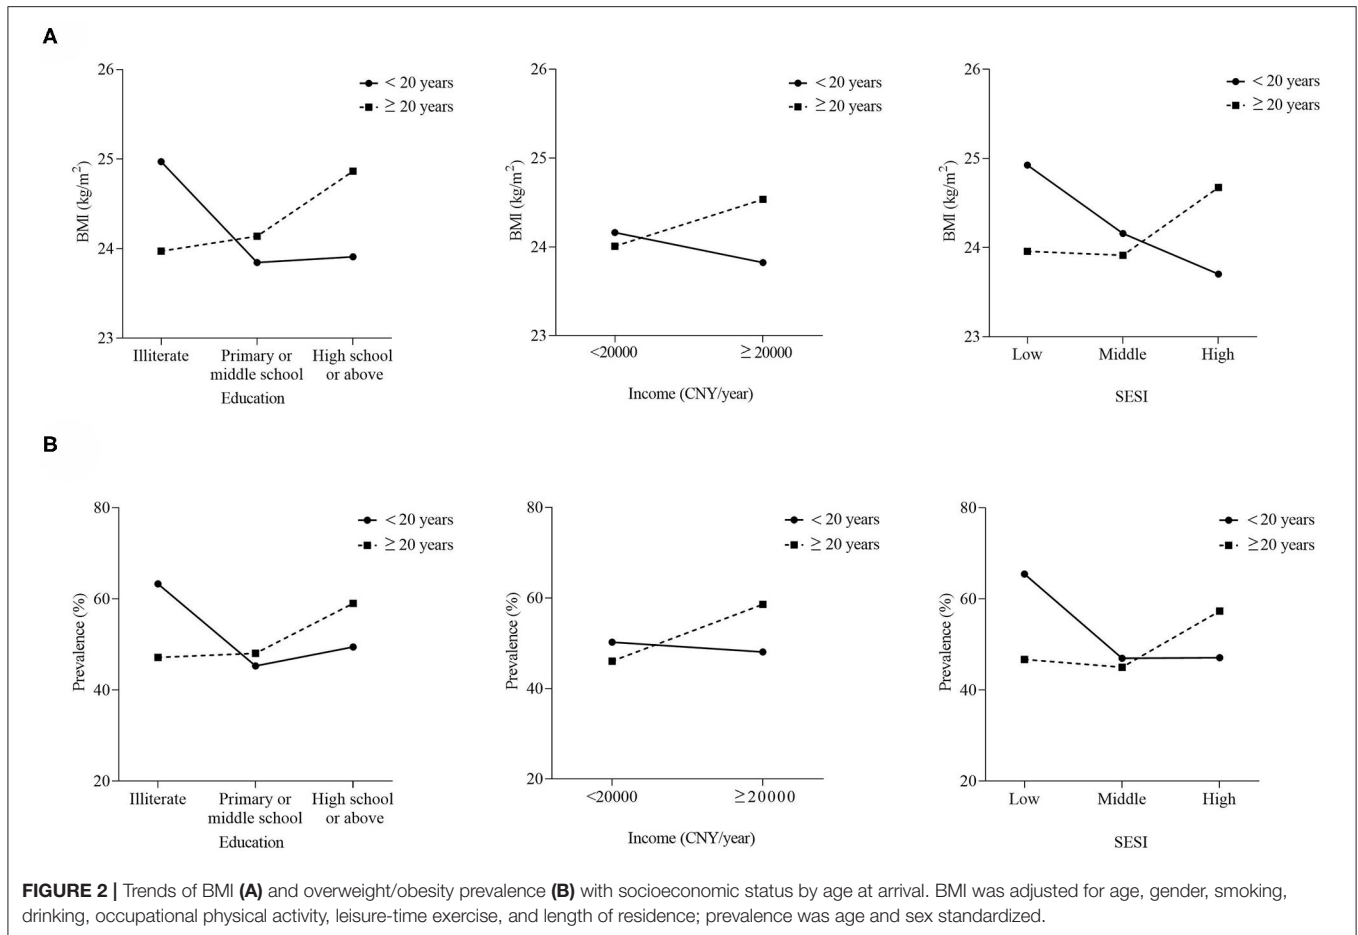 A
26
25
24
23
BMI (kg/m2)
< 20 years
≥ 20 years
Illiterate
Primary or
middle school
High school
or above
Education
26
25
24
23
BMI (kg/m2)
< 20 years
≥ 20 years
<20000
≥ 20000
Income (CNY/year)
26
25
24
23
BMI (kg/m2)
< 20 years
≥ 20 years
Low
Middle
High
SESI
B
80
60
40
20
Prevalence (%)
< 20 years
≥ 20 years
Illiterate
Primary or
middle school
High school
or above
Education
80
60
40
20
Prevalence (%)
< 20 years
≥ 20 years
<20000
≥20000
Income (CNY/year)
80
60
40
20
Prevalence (%)
< 20 years
≥20 years
Low
Middle
High
SESI
FIGURE 2 | Trends of BMI (A) and overweight/obesity prevalence (B) with socioeconomic status by age at arrival. BMI was adjusted for age, gender, smoking,
drinking, occupational physical activity, leisure-time exercise, and length of residence; prevalence was age and sex standardized.